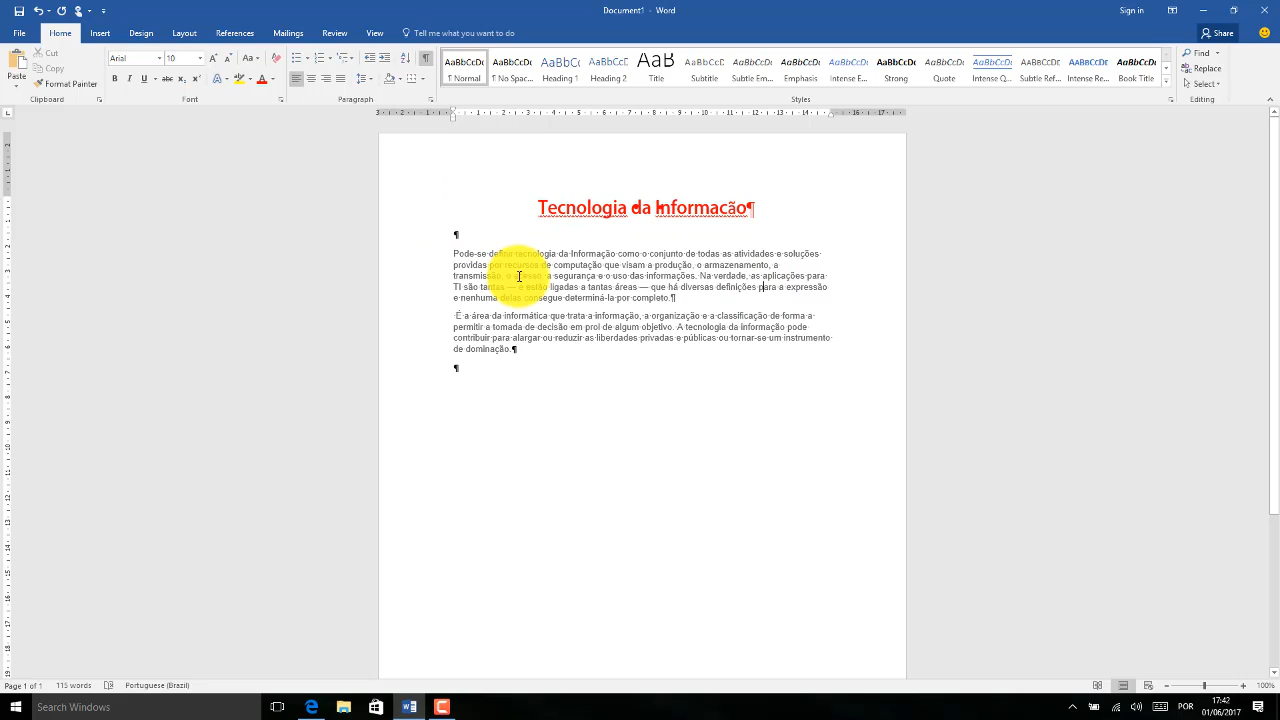 Document1 - Word
Sign in
File Home Insert Design Layout References Mailings Review View Tell me what you want to do Share
Paste Cut Copy Format Painter
Arial 10
Clipboard Font Paragraph Styles Editing
AaBbCcDc ¶ Normal
AaBbCcDc ¶ No Spac...
AaBbC Heading 1
AaBbCcD Heading 2
AaB Title
AaBbCcC Subtitle
AaBbCcDc Subtle Em...
AaBbCcDc Emphasis
AaBbCcDc Intense E...
AaBbCcDc Strong
AaBbCcDc Quote
AaBbCcDc Intense Q...
AaBbCcDc Subtle Ref...
AaBbCcDc Intense Re...
AaBbCcDc Book Title
Find
Replace
Select
Tecnologia da Informacão¶
¶
Pode-se definir tecnologia da Informação como o conjunto de todas as atividades e soluções
providas por recursos de computação que visam a produção, o armazenamento, a
transmissão, o acesso, a segurança e o uso das informações. Na verdade, as aplicações para
TI são tantas — e estão ligadas a tantas áreas — que há diversas definições para a expressão
e nenhuma delas consegue determiná-la por completo.¶
É a área da informática que trata a informação, a organização e a classificação de forma a
permitir a tomada de decisão em prol de algum objetivo. A tecnologia da informação pode
contribuir para alargar ou reduzir as liberdades privadas e públicas ou tornar-se um instrumento
de dominação.¶
¶
Page 1 of 1 115 words Portuguese (Brazil) 100%
Search Windows
POR
17:42
01/06/2017